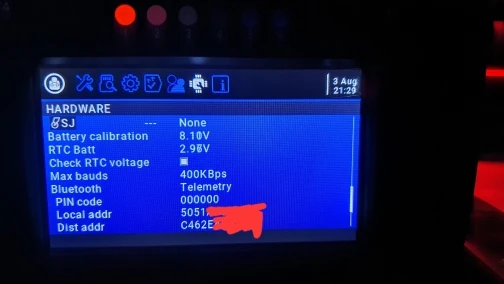 3 Aug
21:29
HARDWARE
SJ --- None
Battery calibration 8.10V
RTC Batt 2.96V
Check RTC voltage
Max bauds 400KBps
Bluetooth Telemetry
PIN code 000000
Local addr 5051
Dist addr C462E